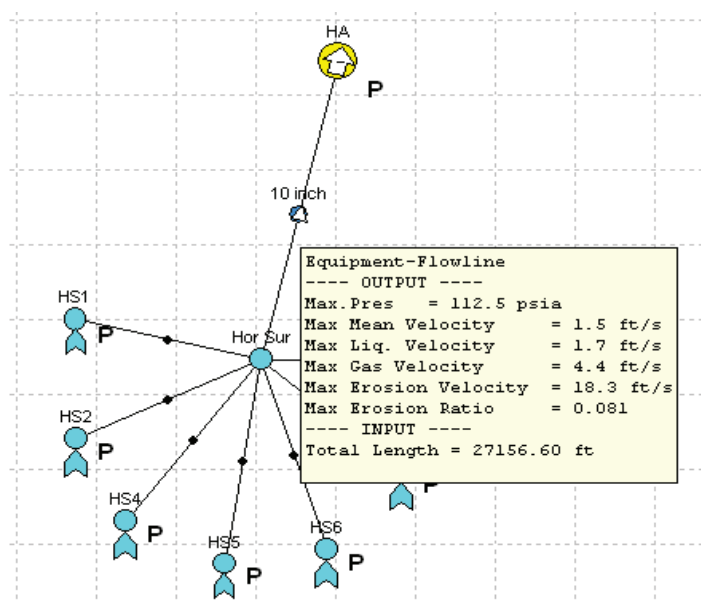 HA
P
10 inch
Equipment-Flowline
---- OUTPUT ----
Max.Pres = 112.5 psia
Max Mean Velocity = 1.5 ft/s
Max Liq. Velocity = 1.7 ft/s
Max Gas Velocity = 4.4 ft/s
Max Erosion Velocity = 18.3 ft/s
Max Erosion Ratio = 0.081
---- INPUT ----
Total Length = 27156.60 ft
HS1
P
Hor Sur
HS2
P
P
HS4
P
HS5
P
HS6
P